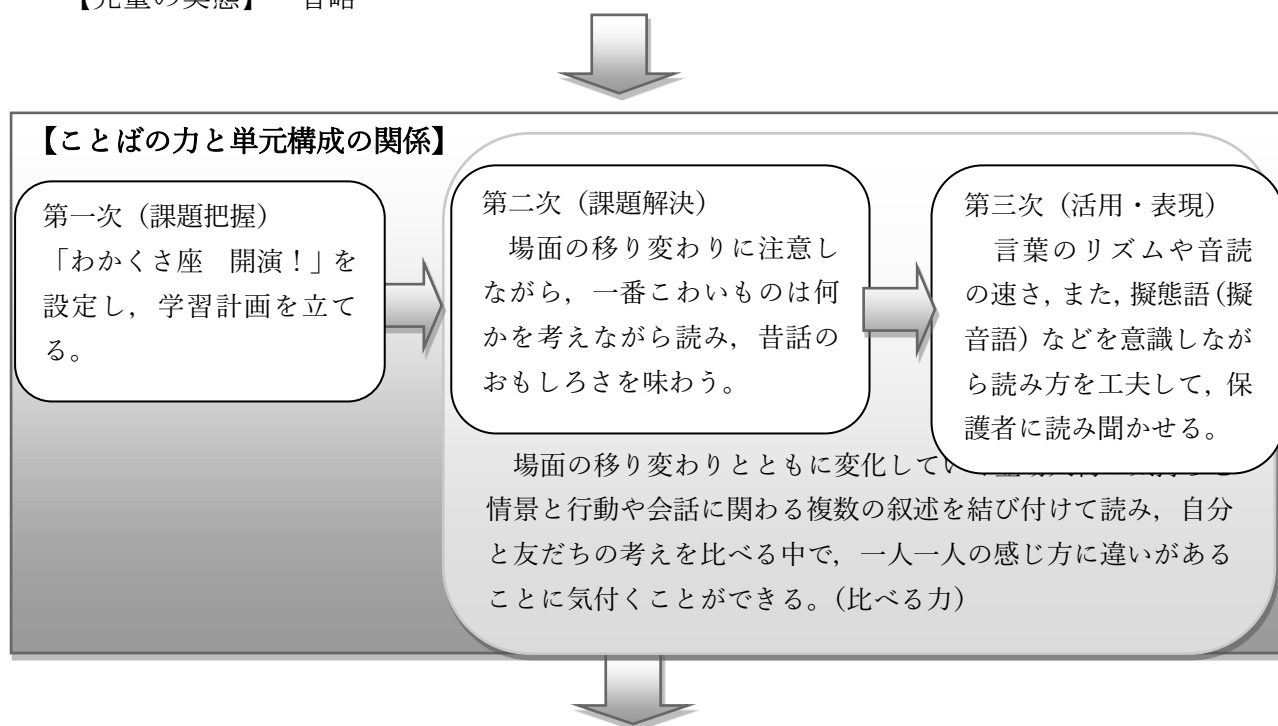 【ことばの力と単元構成の関係】
第一次（課題把握）
「わかくさ座　開演！」を
設定し，学習計画を立て
る。
第二次（課題解決）
　場面の移り変わりに注意し
ながら，一番こわいものは何
かを考えながら読み，昔話の
おもしろさを味わう。
第三次（活用・表現）
　言葉のリズムや音読
の速さ，また，擬態語（擬
音語）などを意識しなが
ら読み方を工夫して，保
護者に読み聞かせる。
　場面の移り変わりとともに変化して
情景と行動や会話に関わる複数の叙述を結び付けて読み，自分
と友だちの考えを比べる中で，一人一人の感じ方に違いがある
ことに気付くことができる。（比べる力）